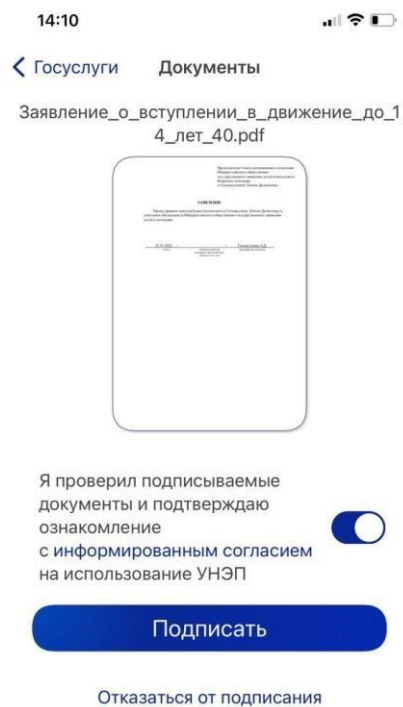 14:10
Госуслуги Документы
Заявление_о_вступлении_в_движение_до_1
4_лет_40.pdf
ЗАЯВЛЕНИЕ
Я проверил подписываемые
документы и подтверждаю
ознакомление
с информированным согласием
на использование УНЭП
Подписать
Отказаться от подписания